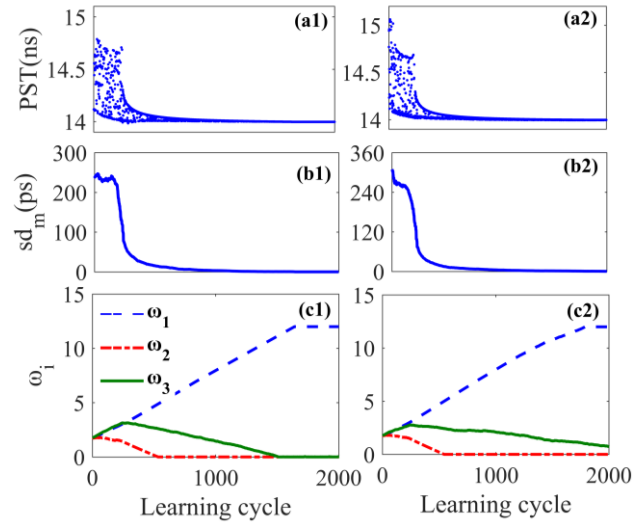 (a1)
15
14.5
14
PST(ns)
(a2)
15
14.5
14
(b1)
300
200
100
0
sd_m(ps)
(b2)
360
240
120
0
(c1)
15
10
5
0
ω_i
ω_1
ω_2
ω_3
0 1000 2000
Learning cycle
(c2)
15
10
5
0
0 1000 2000
Learning cycle